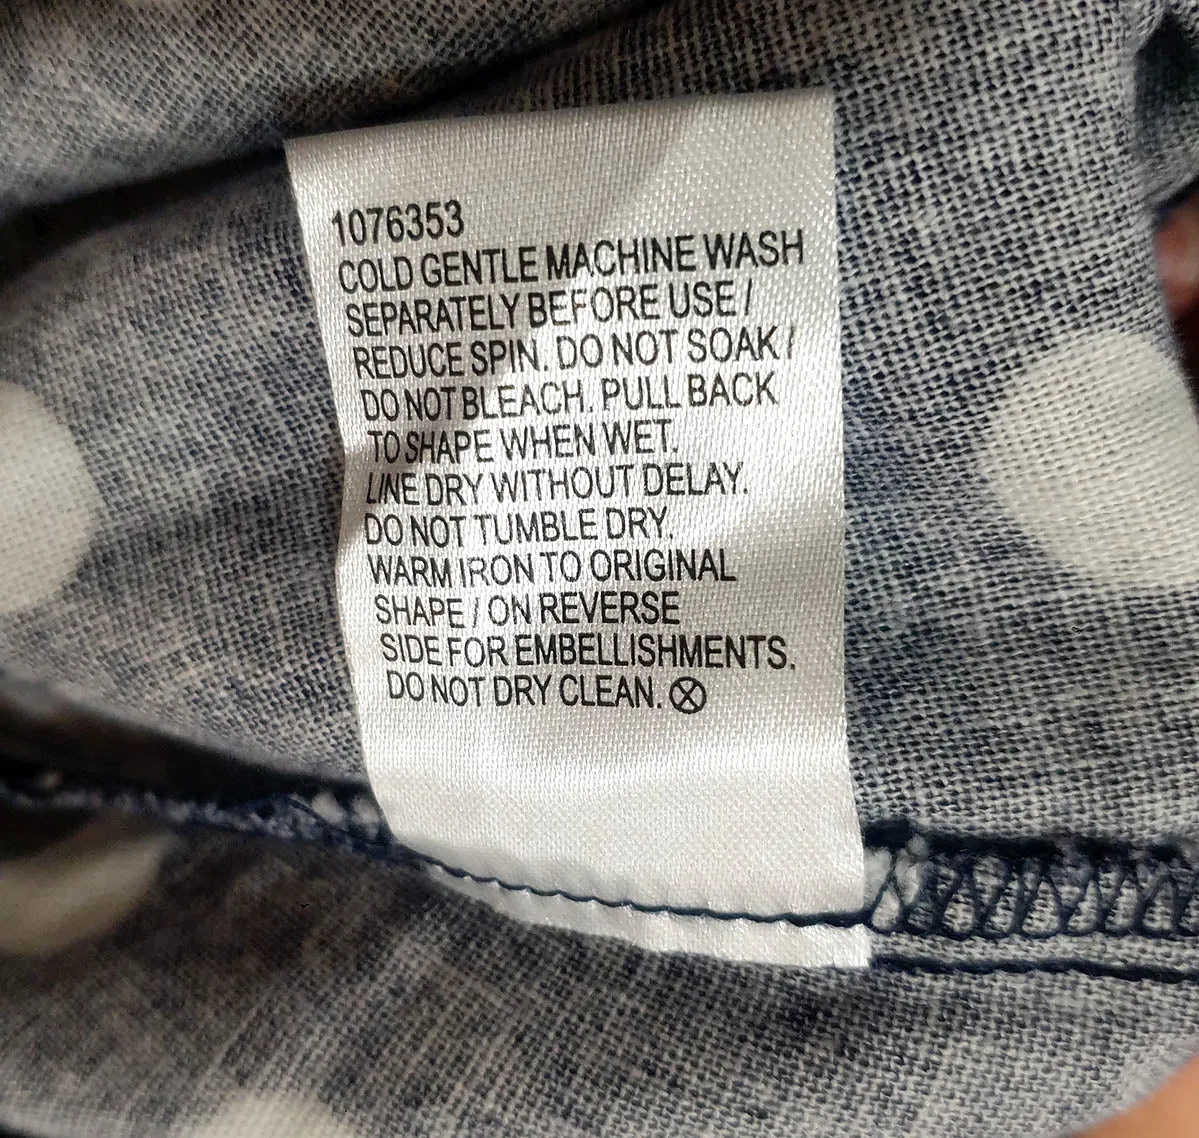 1076353
COLD GENTLE MACHINE WASH
SEPARATELY BEFORE USE /
REDUCE SPIN. DO NOT SOAK /
DO NOT BLEACH. PULL BACK
TO SHAPE WHEN WET.
LINE DRY WITHOUT DELAY.
DO NOT TUMBLE DRY.
WARM IRON TO ORIGINAL
SHAPE / ON REVERSE
SIDE FOR EMBELLISHMENTS.
DO NOT DRY CLEAN.